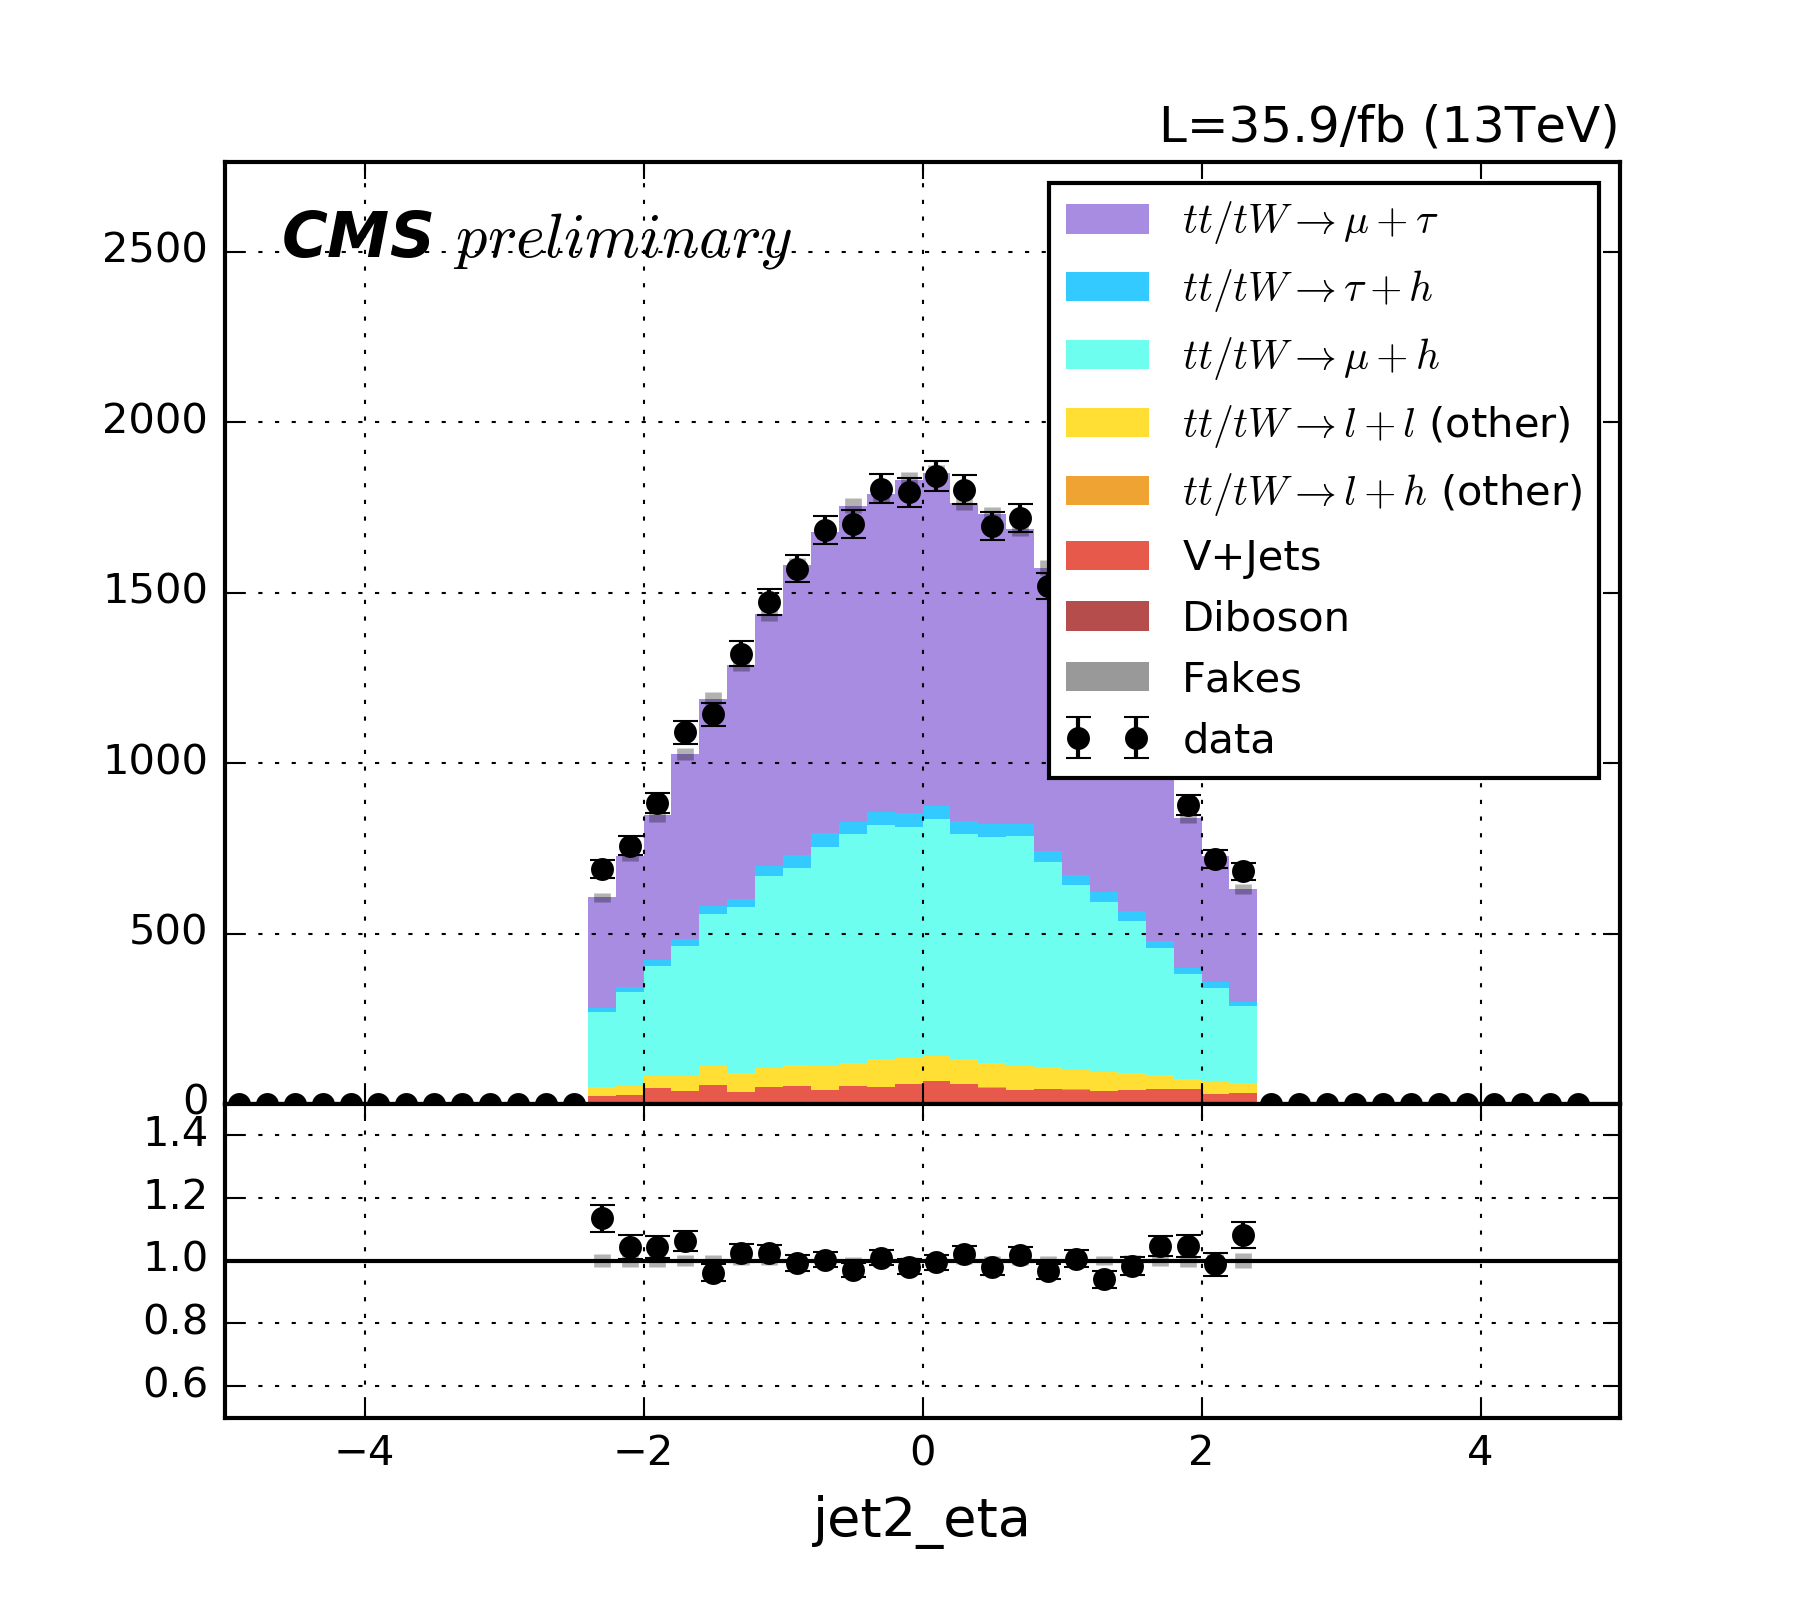 L=35.9/fb (13TeV)
CMS preliminary
tt/tW→μ+τ
tt/tW→τ+h
tt/tW→μ+h
tt/tW→l+l (other)
tt/tW→l+h (other)
V+Jets
Diboson
Fakes
data
2500
2000
1500
1000
500
0
1.4
1.2
1.0
0.8
0.6
−4 −2 0 2 4
jet2_eta